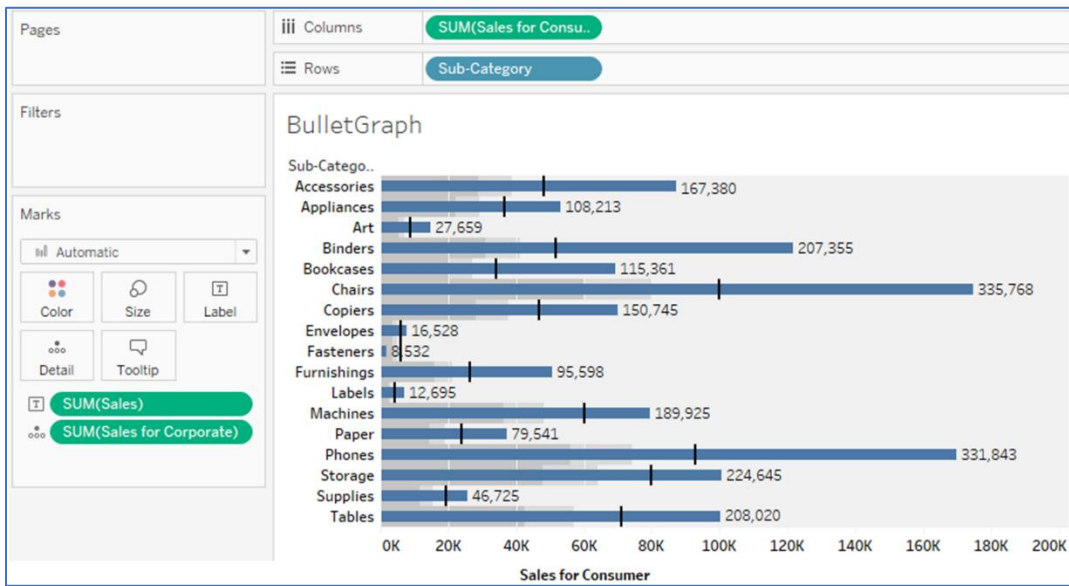 Pages
Columns
SUM(Sales for Consu..
Rows
Sub-Category
Filters
Marks
Automatic
Color
Size
Label
Detail
Tooltip
SUM(Sales)
SUM(Sales for Corporate)
BulletGraph
Sub-Catego..
Accessories 167,380
Appliances 108,213
Art 27,659
Binders 207,355
Bookcases 115,361
Chairs 335,768
Copiers 150,745
Envelopes 16,528
Fasteners 8,532
Furnishings 95,598
Labels 12,695
Machines 189,925
Paper 79,541
Phones 331,843
Storage 224,645
Supplies 46,725
Tables 208,020
0K 20K 40K 60K 80K 100K 120K 140K 160K 180K 200K
Sales for Consumer